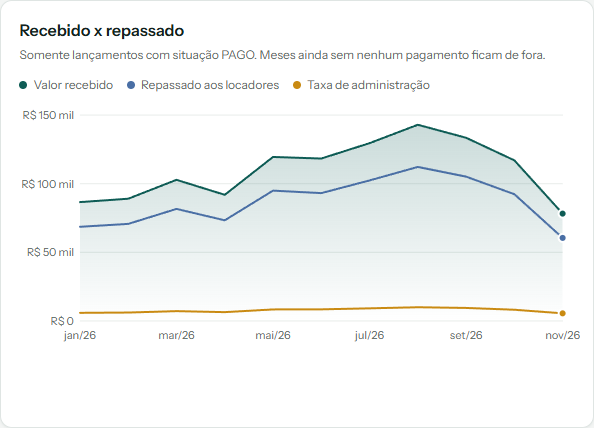 Recebido x repassado
Somente lançamentos com situação PAGO. Meses ainda sem nenhum pagamento ficam de fora.
Valor recebido Repassado aos locadores Taxa de administração
R$ 150 mil
R$ 100 mil
R$ 50 mil
R$ 0
jan/26 mar/26 mai/26 jul/26 set/26 nov/26